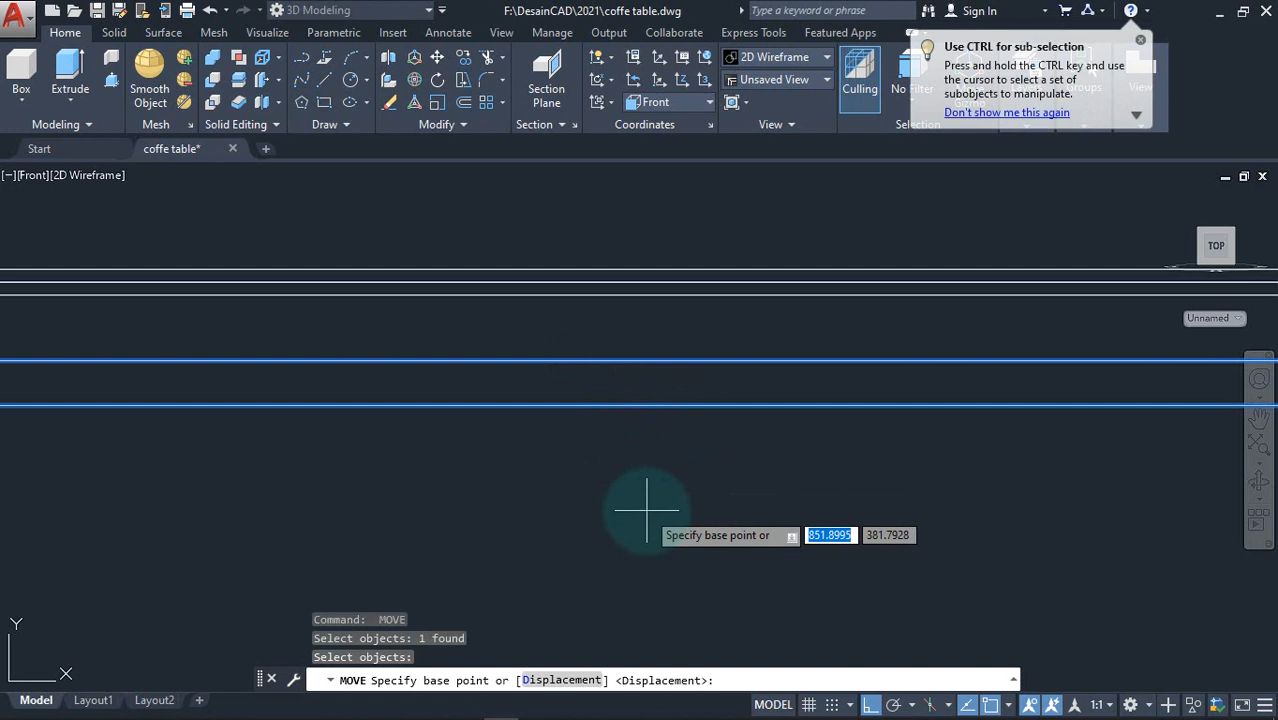 3D Modeling
F:\DesainCAD\2021\coffe table.dwg
Type a keyword or phrase
Sign In
Home Solid Surface Mesh Visualize Parametric Insert Annotate View Manage Output Collaborate Express Tools Featured Apps
Box
Extrude
Smooth
Object
Section
Plane
2D Wireframe
Unsaved View
Front
Culling
No Filter
Modeling
Mesh
Solid Editing
Draw
Modify
Section
Coordinates
View
Selection
Use CTRL for sub-selection
Press and hold the CTRL key and use
the cursor to select a set of
subobjects to manipulate.
Don't show me this again
Start
coffe table*
[−][Front][2D Wireframe]
TOP
Unnamed
Specify base point or
851.8995
381.7928
Y
X
Command: MOVE
Select objects: 1 found
Select objects:
MOVE Specify base point or [Displacement] <Displacement>:
Model Layout1 Layout2
MODEL
1:1